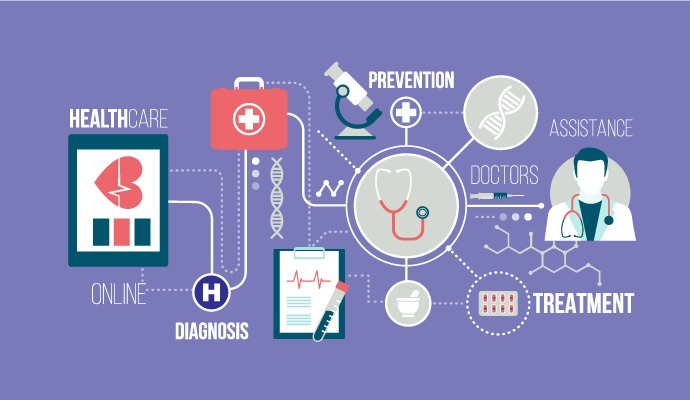 PREVENTION
HEALTHCARE
ASSISTANCE
DOCTORS
ONLINE
H
TREATMENT
DIAGNOSIS